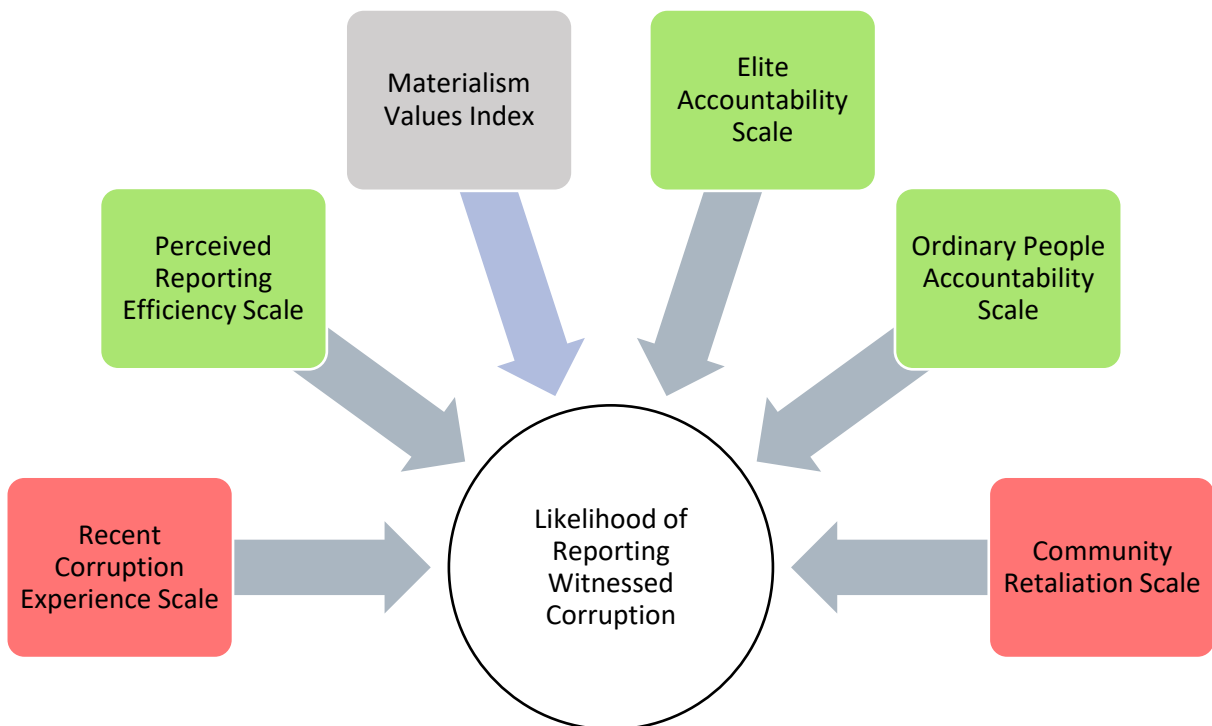 Materialism
Values Index
Elite
Accountability
Scale
Perceived
Reporting
Efficiency Scale
Ordinary People
Accountability
Scale
Recent
Corruption
Experience Scale
Likelihood of
Reporting
Witnessed
Corruption
Community
Retaliation Scale